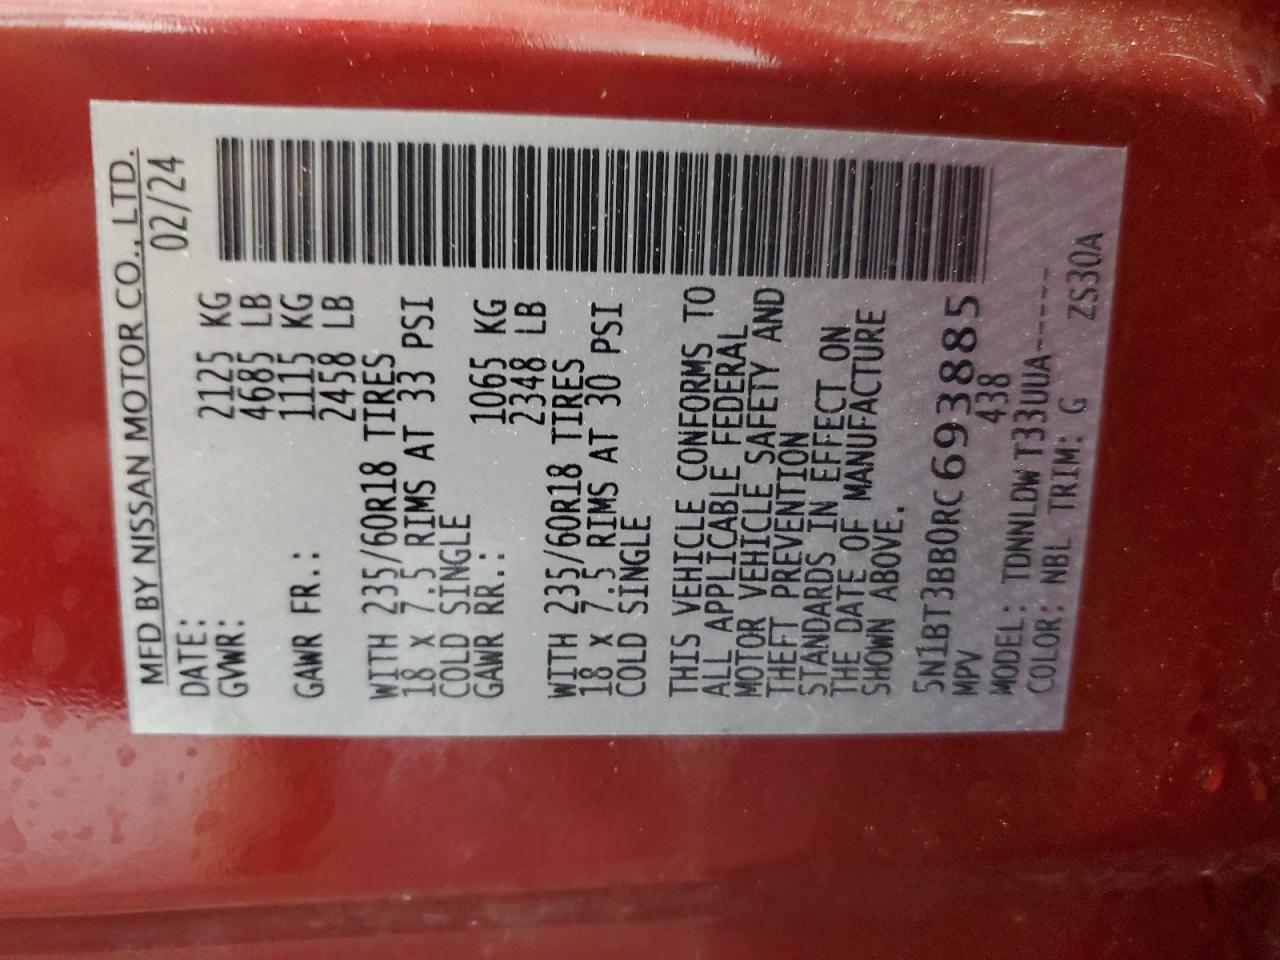 MFD BY NISSAN MOTOR CO., LTD.
DATE: 02/24
GVWR: 2125 KG
4685 LB
GAWR FR.: 1115 KG
2458 LB
WITH 235/60R18 TIRES
18 X 7.5 RIMS AT 33 PSI
COLD SINGLE
GAWR RR.: 1065 KG
2348 LB
WITH 235/60R18 TIRES
18 X 7.5 RIMS AT 30 PSI
COLD SINGLE
THIS VEHICLE CONFORMS TO
ALL APPLICABLE FEDERAL
MOTOR VEHICLE SAFETY AND
THEFT PREVENTION
STANDARDS IN EFFECT ON
THE DATE OF MANUFACTURE
SHOWN ABOVE.
5N1BT3BB0RC693885
MPV 438
MODEL: TDNNLDWT33UUA-----
COLOR: NBL TRIM: G ZS30A